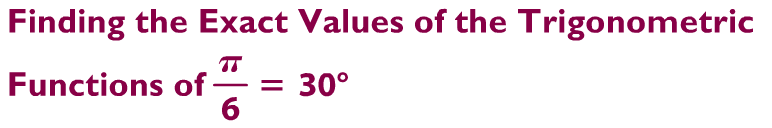 Finding the Exact Values of the Trigonometric
Functions of π/6 = 30°